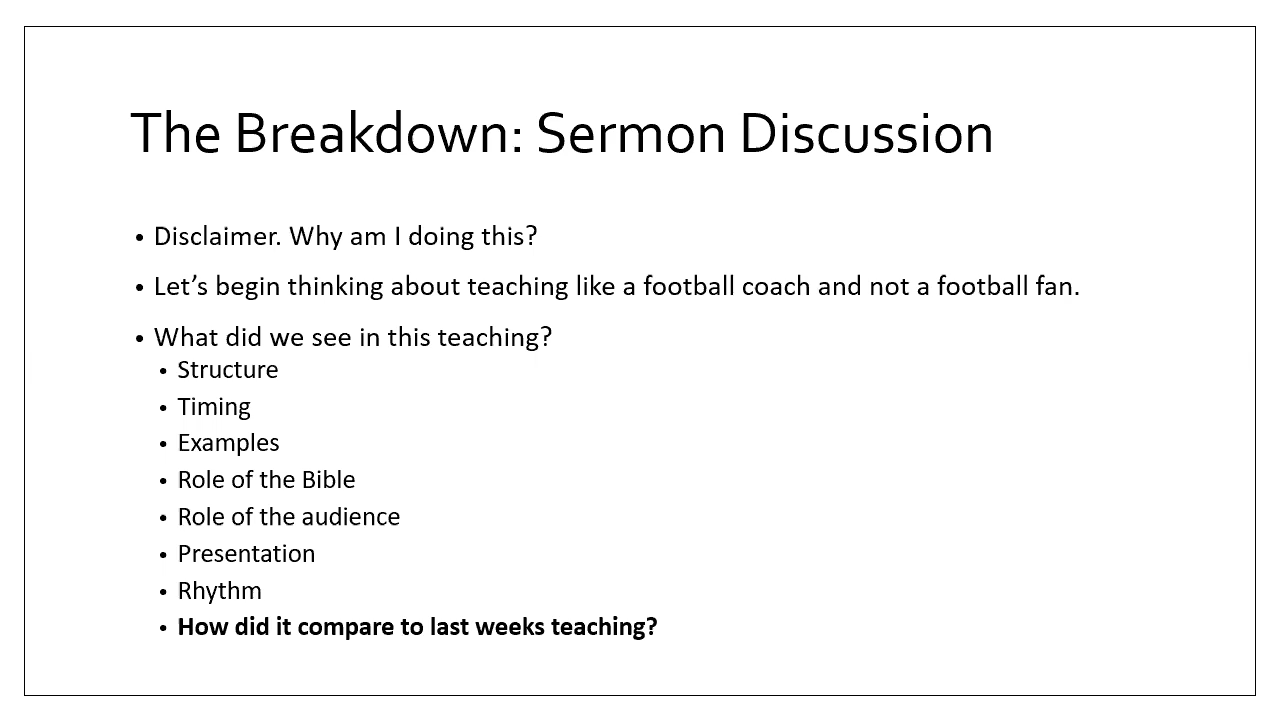 The Breakdown: Sermon Discussion
• Disclaimer. Why am I doing this?
• Let’s begin thinking about teaching like a football coach and not a football fan.
• What did we see in this teaching?
• Structure
• Timing
• Examples
• Role of the Bible
• Role of the audience
• Presentation
• Rhythm
• How did it compare to last weeks teaching?